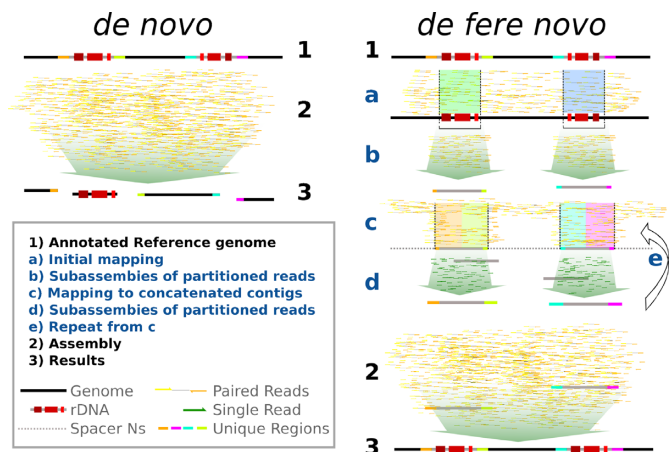 de novo
1
2
3
1) Annotated Reference genome
a) Initial mapping
b) Subassembies of partitioned reads
c) Mapping to concatenated contigs
d) Subassembies of partitioned reads
e) Repeat from c
2) Assembly
3) Results
Genome
Paired Reads
rDNA
Single Read
Spacer Ns
Unique Regions
de fere novo
1
a
b
c
d
e
2
3